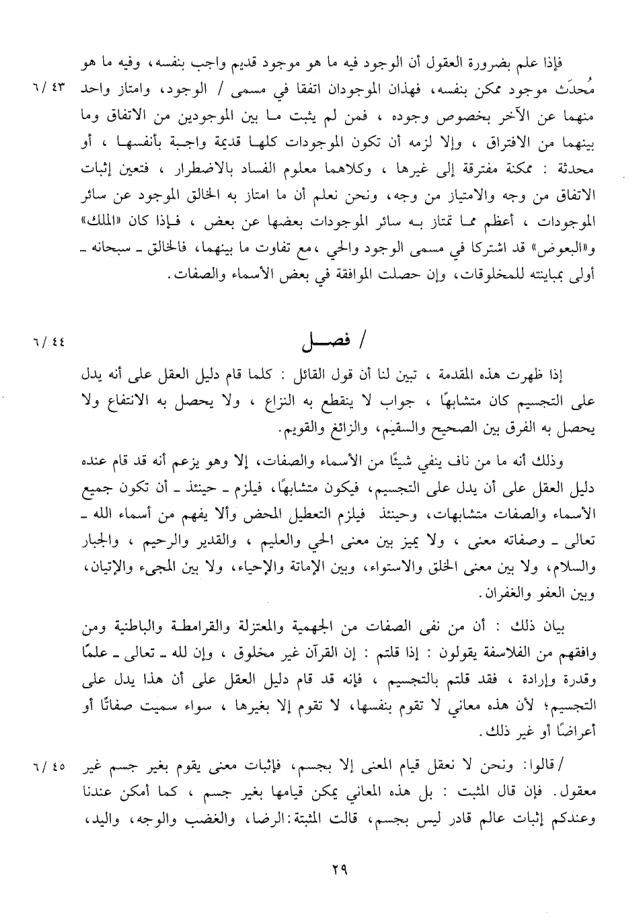 فإذا علم بضرورة العقول أن الوجود فيه ما هو موجود قديم واجب بنفسه، وفيه ما هو
مُحدَث موجود ممكن بنفسه، فهذان الموجودان اتفقا في مسمى / الوجود، وامتاز واحد
٦/٤٣
منهما عن الآخر بخصوص وجوده ، فمن لم يثبت ما بين الموجودين من الاتفاق وما
بينهما من الافتراق ، وإلا لزمه أن تكون الموجودات كلها قديمة واجبة بأنفسها ، أو
محدثة : ممكنة مفترقة إلى غيرها ، وكلاهما معلوم الفساد بالاضطرار ، فتعين إثبات
الاتفاق من وجه والامتياز من وجه، ونحن نعلم أن ما امتاز به الخالق الموجود عن سائر
الموجودات ، أعظم مما تمتاز به سائر الموجودات بعضها عن بعض ، فإذا كان «الملك»
و«البعوض» قد اشتركا في مسمى الوجود والحي ،مع تفاوت ما بينهما، فالخالق ـ سبحانه ـ
أولى بمباينته للمخلوقات، وإن حصلت الموافقة في بعض الأسماء والصفات.
/ فصـــل
٦/٤٤
إذا ظهرت هذه المقدمة ، تبين لنا أن قول القائل : كلما قام دليل العقل على أنه يدل
على التجسيم كان متشابهًا ، جواب لا ينقطع به النزاع ، ولا يحصل به الانتفاع ولا
يحصل به الفرق بين الصحيح والسقيم، والزائغ والقويم.
وذلك أنه ما من ناف ينفي شيئًا من الأسماء والصفات، إلا وهو يزعم أنه قد قام عنده
دليل العقل على أن يدل على التجسيم، فيكون متشابهًا، فيلزم ـ حينئذ ـ أن تكون جميع
الأسماء والصفات متشابهات، وحينئذ فيلزم التعطيل المحض وألا يفهم من أسماء الله ـ
تعالى ـ وصفاته معنى ، ولا يميز بين معنى الحي والعليم ، والقدير والرحيم ، والجبار
والسلام، ولا بين معنى الخلق والاستواء، وبين الإماتة والإحياء، ولا بين المجىء والإتيان،
وبين العفو والغفران.
بيان ذلك : أن من نفى الصفات من الجهمية والمعتزلة والقرامطة والباطنية ومن
وافقهم من الفلاسفة يقولون : إذا قلتم : إن القرآن غير مخلوق ، وإن لله ـ تعالى ـ علمًا
وقدرة وإرادة ، فقد قلتم بالتجسيم ، فإنه قد قام دليل العقل على أن هذا يدل على
التجسيم؛ لأن هذه معاني لا تقوم بنفسها، لا تقوم إلا بغيرها ، سواء سميت صفاتًا أو
أعراضًا أو غير ذلك.
/ قالوا: ونحن لا نعقل قيام المعنى إلا بجسم، فإثبات معنى يقوم بغير جسم غير
٦/٤٥
معقول. فإن قال المثبت : بل هذه المعاني يمكن قيامها بغير جسم ، كما أمكن عندنا
وعندكم إثبات عالم قادر ليس بجسم، قالت المثبتة:الرضا، والغضب والوجه، واليد،
٢٩